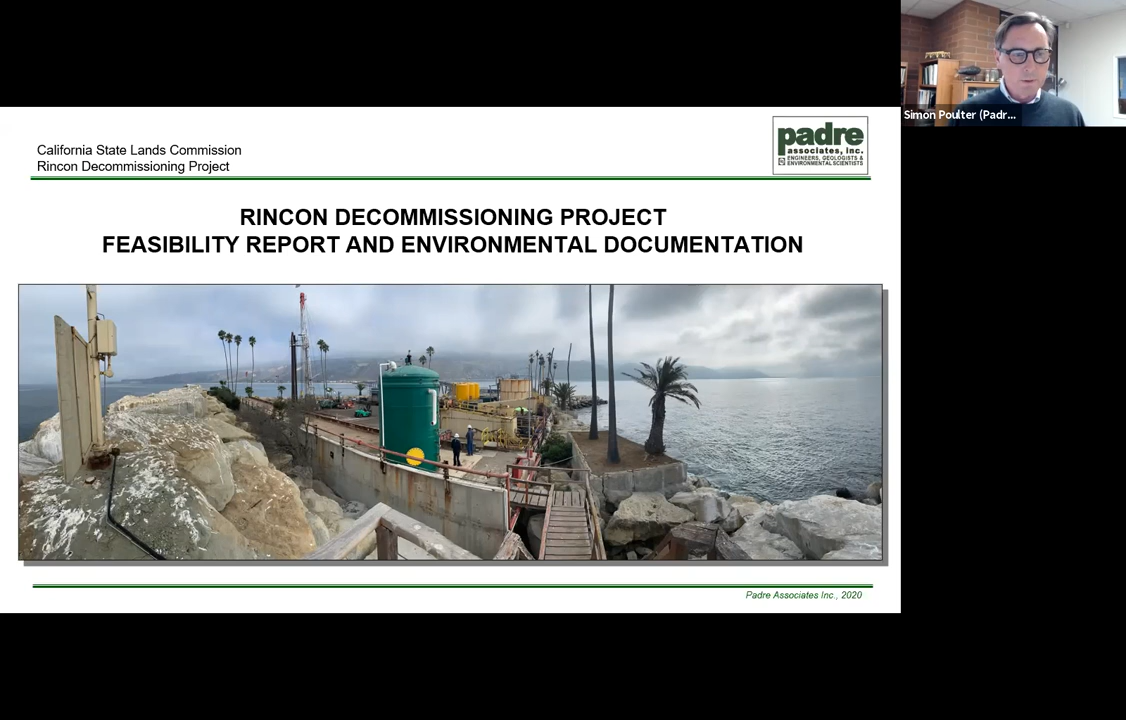 California State Lands Commission
Rincon Decommissioning Project
padre
associates, inc.
ENGINEERS, GEOLOGISTS &
ENVIRONMENTAL SCIENTISTS
Simon Poulter (Padr...
RINCON DECOMMISSIONING PROJECT
FEASIBILITY REPORT AND ENVIRONMENTAL DOCUMENTATION
Padre Associates Inc., 2020